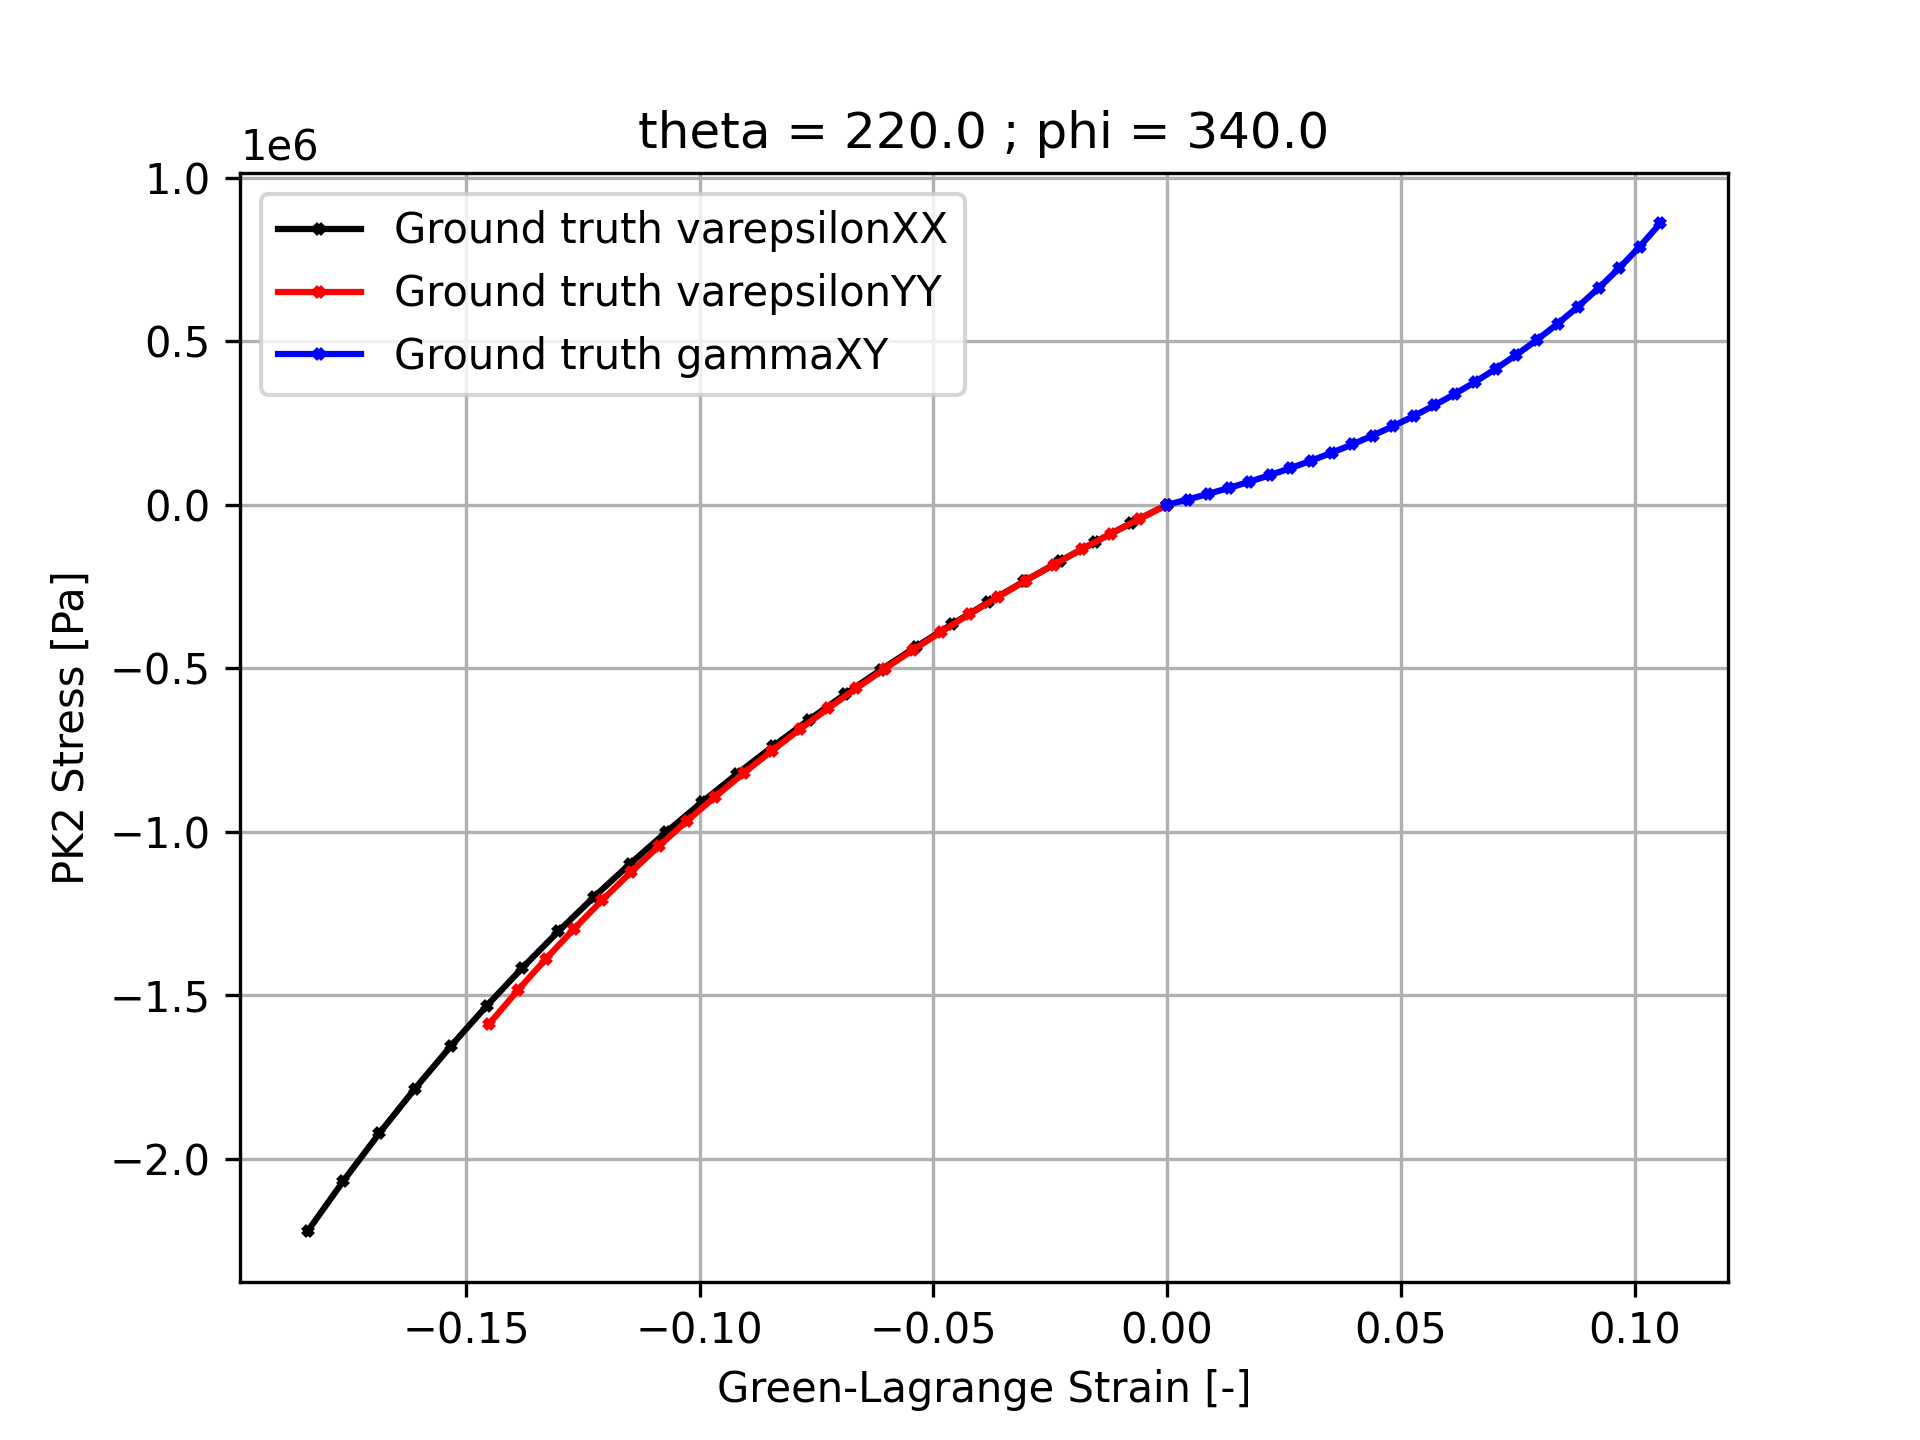 theta = 220.0 ; phi = 340.0
1e6
1.0
0.5
0.0
−0.5
−1.0
−1.5
−2.0
PK2 Stress [Pa]
Ground truth varepsilonXX
Ground truth varepsilonYY
Ground truth gammaXY
−0.15
−0.10
−0.05
0.00
0.05
0.10
Green-Lagrange Strain [-]